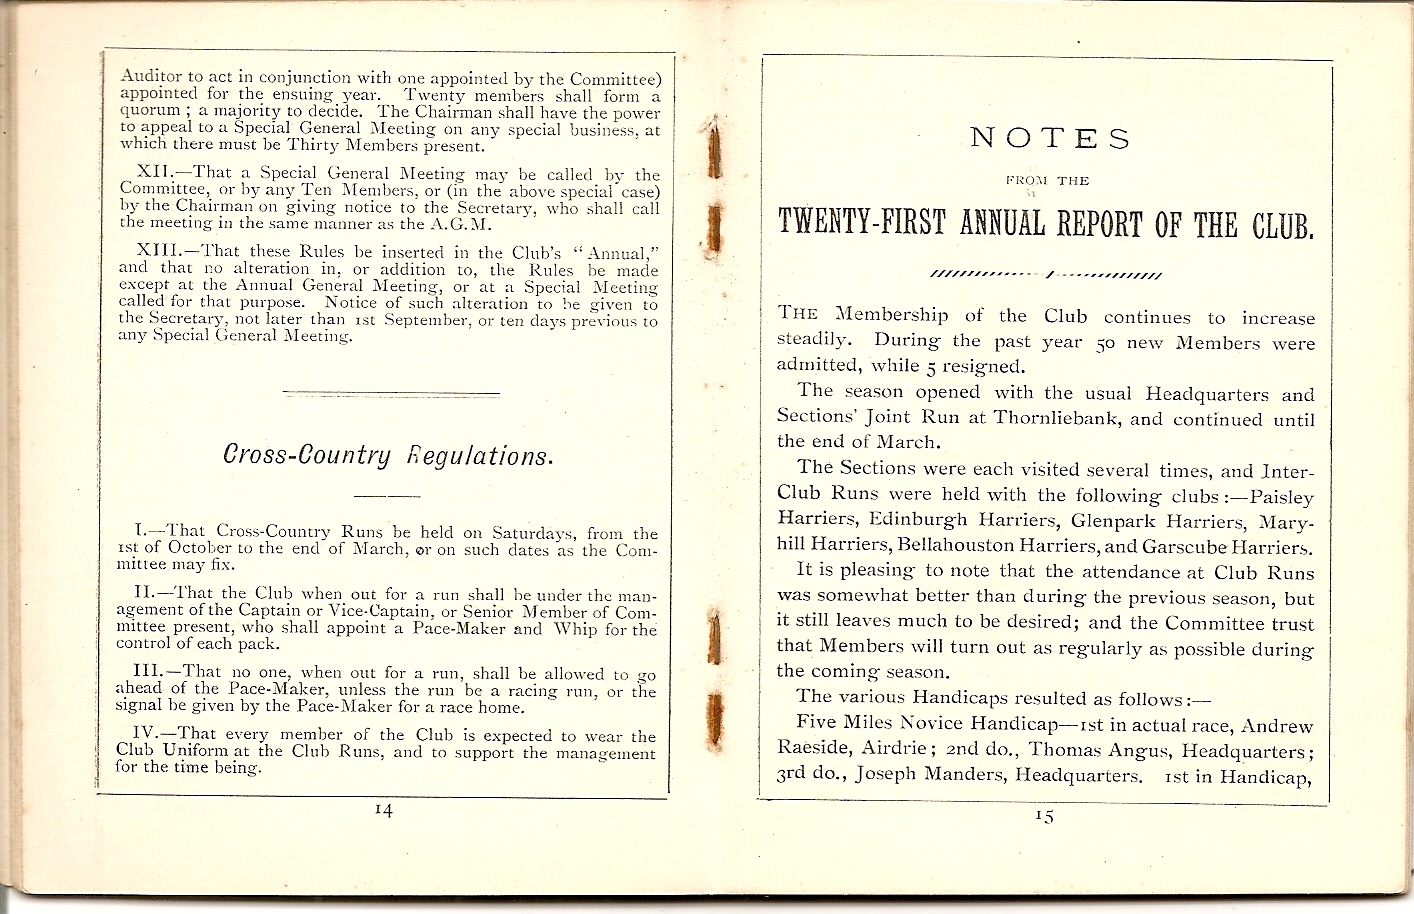 Auditor to act in conjunction with one appointed by the Committee)
appointed for the ensuing year. Twenty members shall form a
quorum ; a majority to decide. The Chairman shall have the power
to appeal to a Special General Meeting on any special business, at
which there must be Thirty Members present.
XII.—That a Special General Meeting may be called by the
Committee, or by any Ten Members, or (in the above special case)
by the Chairman on giving notice to the Secretary, who shall call
the meeting in the same manner as the A.G.M.
XIII.—That these Rules be inserted in the Club's “Annual,”
and that no alteration in, or addition to, the Rules be made
except at the Annual General Meeting, or at a Special Meeting
called for that purpose. Notice of such alteration to be given to
the Secretary, not later than 1st September, or ten days previous to
any Special General Meeting.
Cross-Country Regulations.
I.—That Cross-Country Runs be held on Saturdays, from the
1st of October to the end of March, or on such dates as the Com-
mittee may fix.
II.—That the Club when out for a run shall be under the man-
agement of the Captain or Vice-Captain, or Senior Member of Com-
mittee present, who shall appoint a Pace-Maker and Whip for the
control of each pack.
III.—That no one, when out for a run, shall be allowed to go
ahead of the Pace-Maker, unless the run be a racing run, or the
signal be given by the Pace-Maker for a race home.
IV.—That every member of the Club is expected to wear the
Club Uniform at the Club Runs, and to support the management
for the time being.
14
NOTES
FROM THE
TWENTY-FIRST ANNUAL REPORT OF THE CLUB.
THE Membership of the Club continues to increase
steadily. During the past year 50 new Members were
admitted, while 5 resigned.
The season opened with the usual Headquarters and
Sections' Joint Run at Thornliebank, and continued until
the end of March.
The Sections were each visited several times, and Inter-
Club Runs were held with the following clubs :—Paisley
Harriers, Edinburgh Harriers, Glenpark Harriers, Mary-
hill Harriers, Bellahouston Harriers, and Garscube Harriers.
It is pleasing to note that the attendance at Club Runs
was somewhat better than during the previous season, but
it still leaves much to be desired; and the Committee trust
that Members will turn out as regularly as possible during
the coming season.
The various Handicaps resulted as follows:—
Five Miles Novice Handicap—1st in actual race, Andrew
Raeside, Airdrie ; 2nd do., Thomas Angus, Headquarters ;
3rd do., Joseph Manders, Headquarters. 1st in Handicap,
15